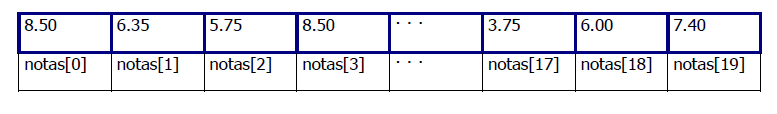 8.50 6.35 5.75 8.50 · · · 3.75 6.00 7.40
notas[0] notas[1] notas[2] notas[3] · · · notas[17] notas[18] notas[19]